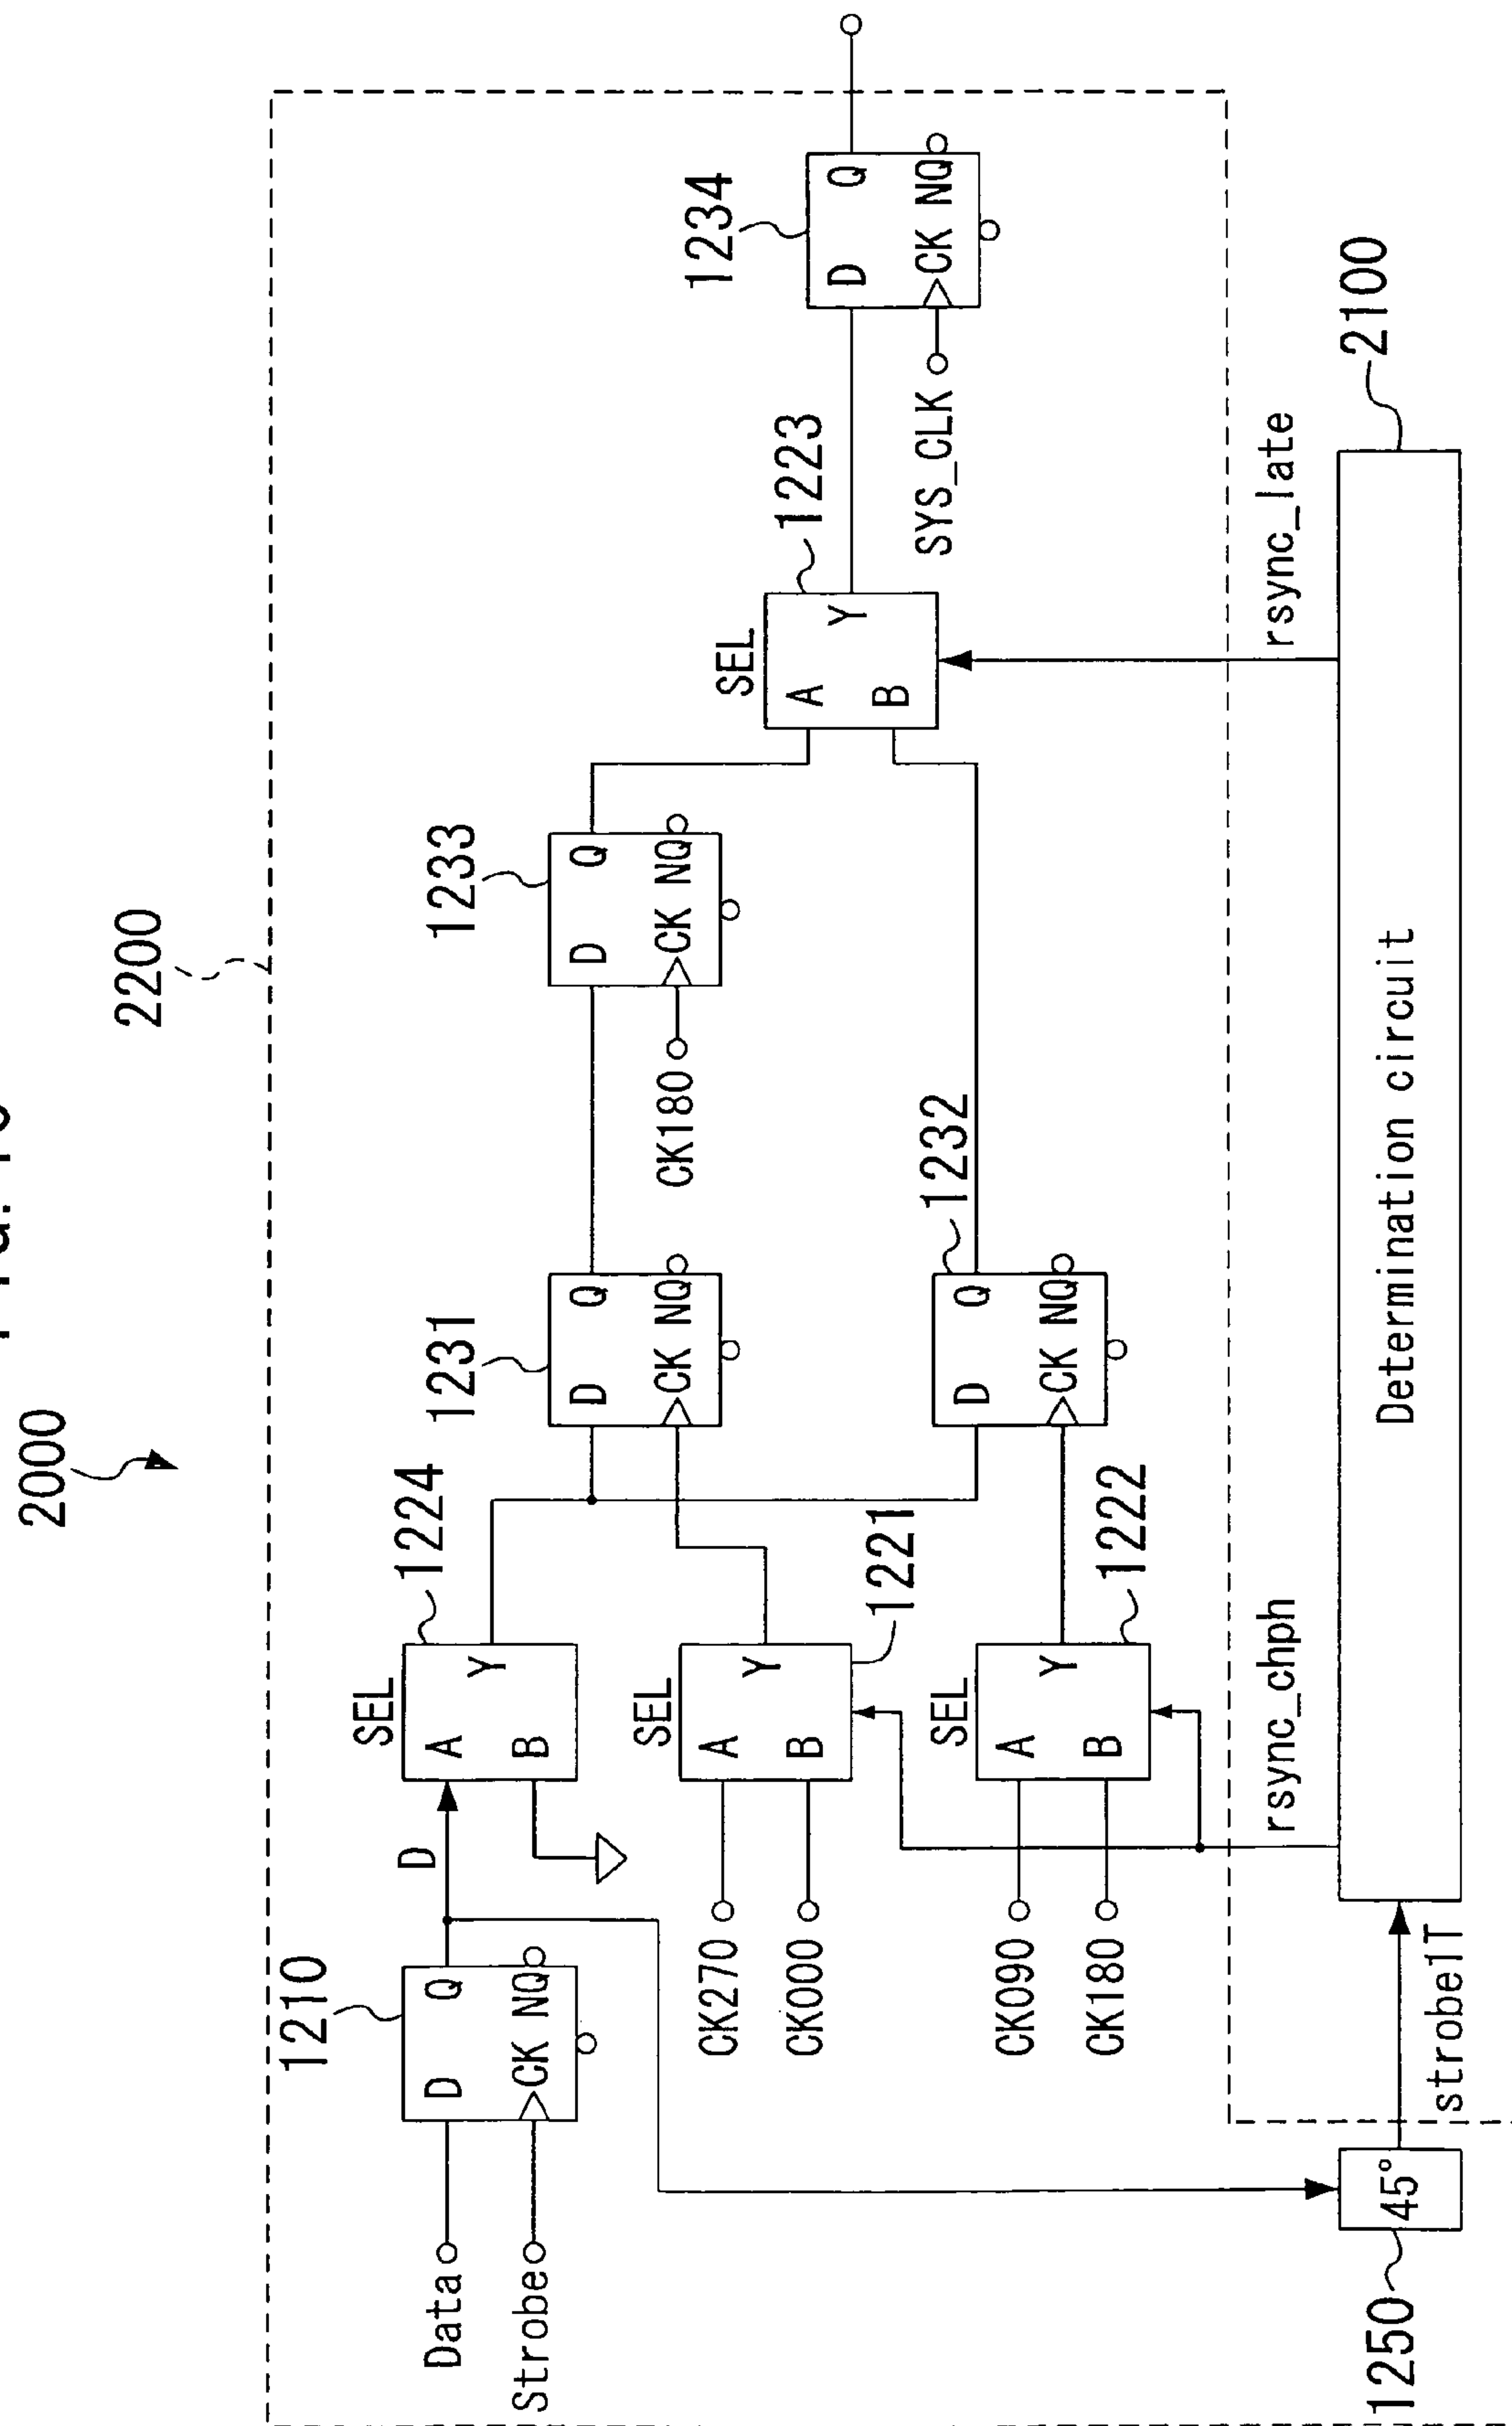 2000
2200
1210
D Q
CK NQ
Data
Strobe
D
SEL
1224
A Y
B
SEL
1221
A Y
B
CK270
CK000
SEL
1222
A Y
B
CK090
CK180
1231
D Q
CK NQ
1232
D Q
CK NQ
1233
D Q
CK NQ
CK180
SEL
1223
A Y
B
1234
D Q
CK NQ
SYS_CLK
rsync_chph
rsync_late
1250
45°
strobe1T
Determination circuit
2100